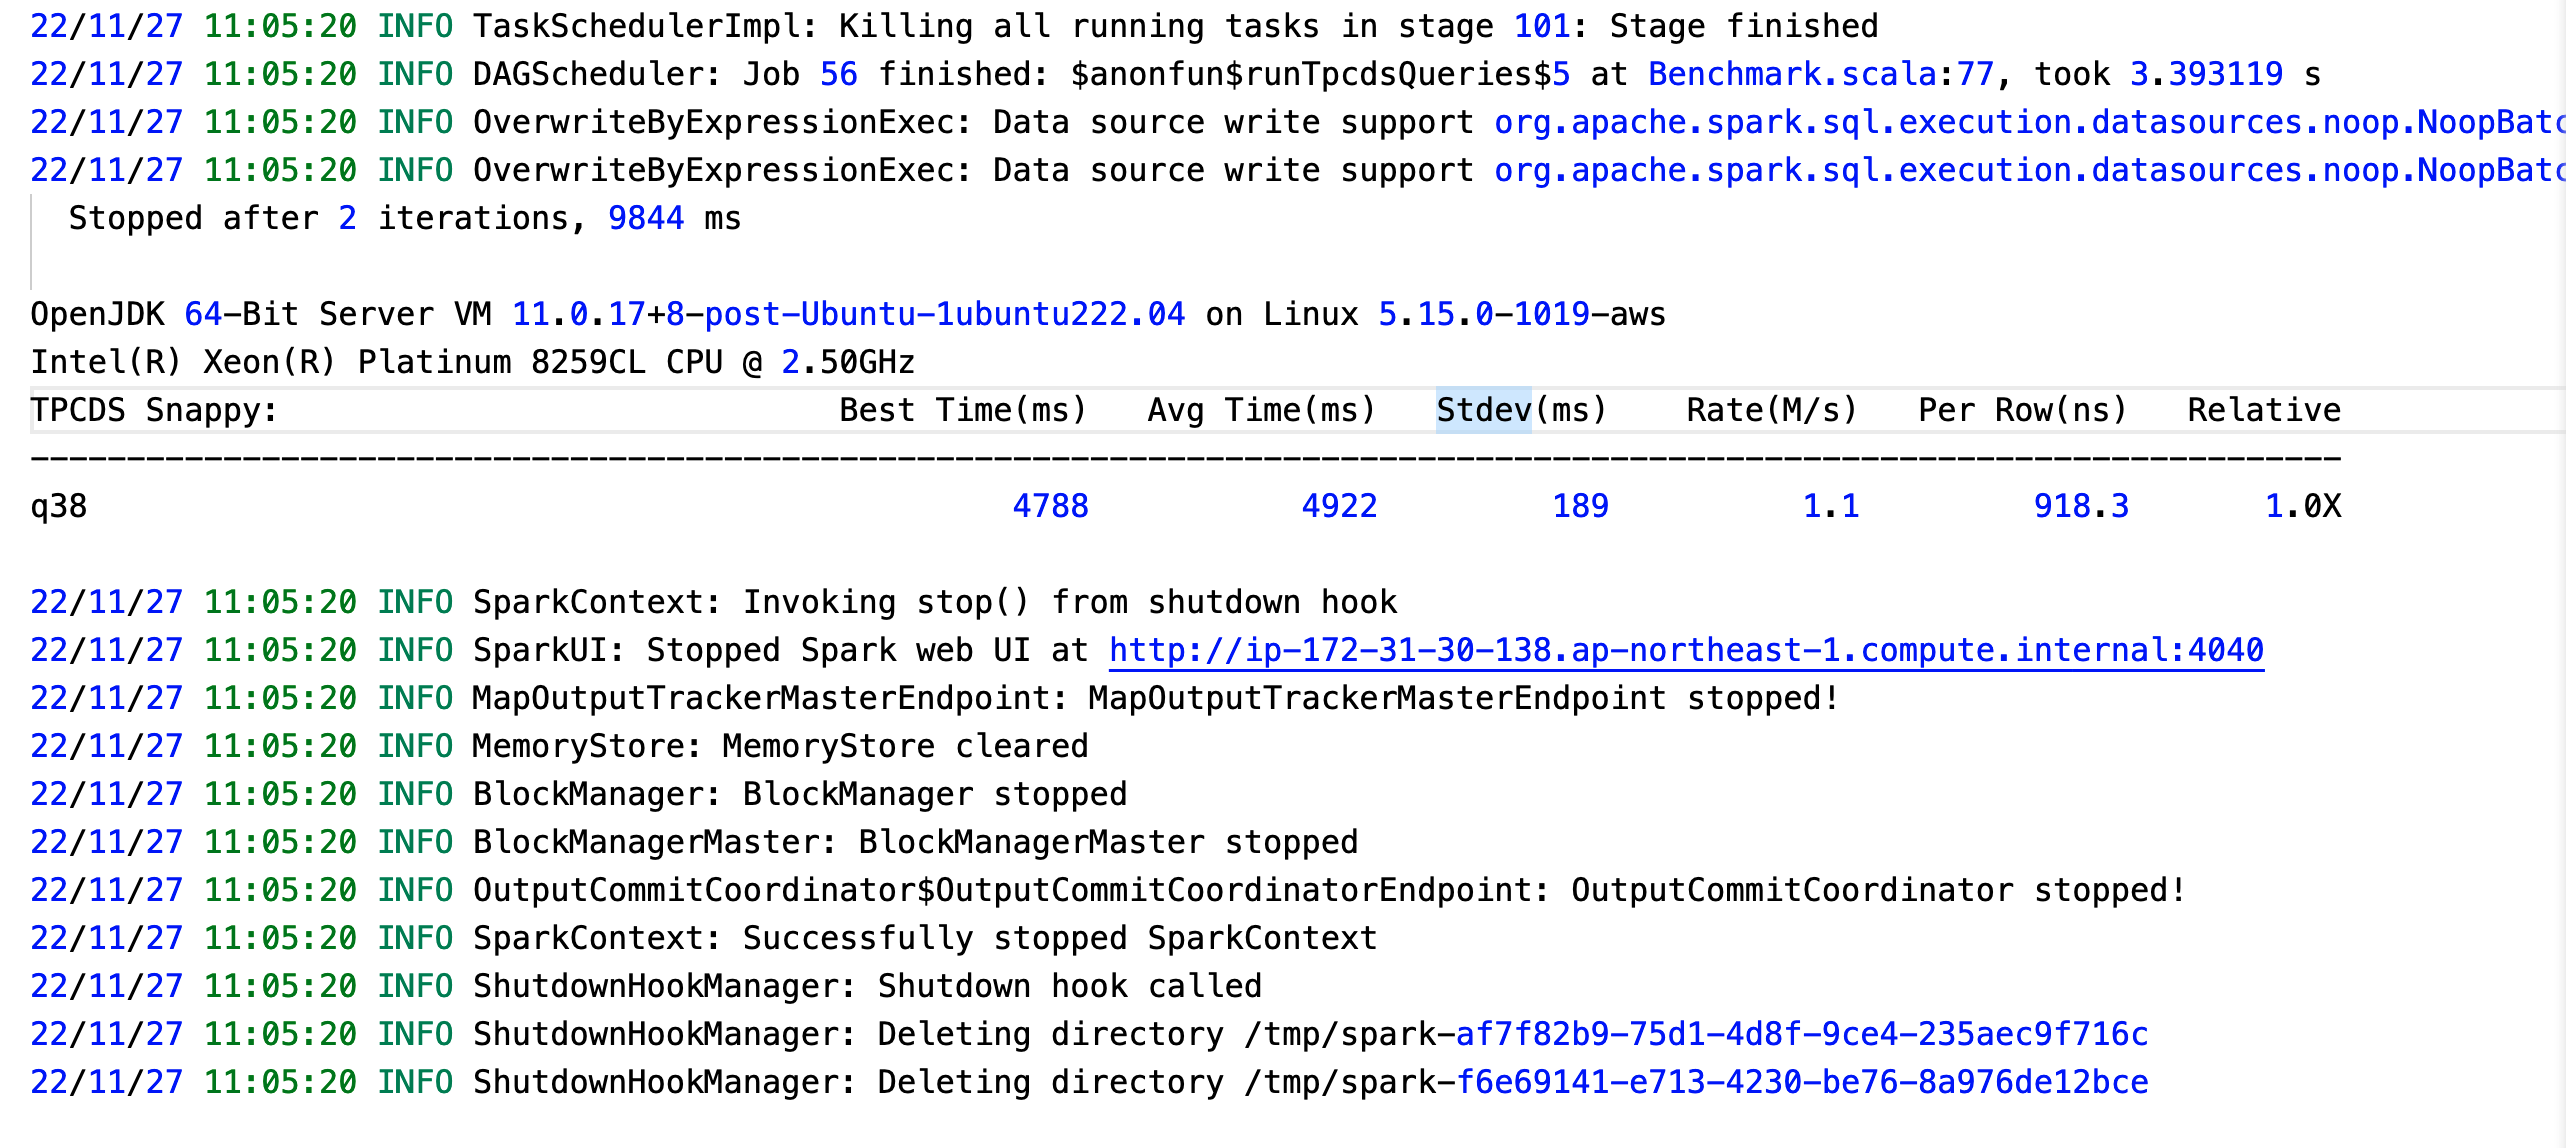 22/11/27 11:05:20 INFO TaskSchedulerImpl: Killing all running tasks in stage 101: Stage finished
22/11/27 11:05:20 INFO DAGScheduler: Job 56 finished: $anonfun$runTpcdsQueries$5 at Benchmark.scala:77, took 3.393119 s
22/11/27 11:05:20 INFO OverwriteByExpressionExec: Data source write support org.apache.spark.sql.execution.datasources.noop.NoopBatc
22/11/27 11:05:20 INFO OverwriteByExpressionExec: Data source write support org.apache.spark.sql.execution.datasources.noop.NoopBatc
Stopped after 2 iterations, 9844 ms
OpenJDK 64-Bit Server VM 11.0.17+8-post-Ubuntu-1ubuntu222.04 on Linux 5.15.0-1019-aws
Intel(R) Xeon(R) Platinum 8259CL CPU @ 2.50GHz
TPCDS Snappy: Best Time(ms) Avg Time(ms) Stdev(ms) Rate(M/s) Per Row(ns) Relative
------------------------------------------------------------------------------------------------------------------------
q38 4788 4922 189 1.1 918.3 1.0X
22/11/27 11:05:20 INFO SparkContext: Invoking stop() from shutdown hook
22/11/27 11:05:20 INFO SparkUI: Stopped Spark web UI at http://ip-172-31-30-138.ap-northeast-1.compute.internal:4040
22/11/27 11:05:20 INFO MapOutputTrackerMasterEndpoint: MapOutputTrackerMasterEndpoint stopped!
22/11/27 11:05:20 INFO MemoryStore: MemoryStore cleared
22/11/27 11:05:20 INFO BlockManager: BlockManager stopped
22/11/27 11:05:20 INFO BlockManagerMaster: BlockManagerMaster stopped
22/11/27 11:05:20 INFO OutputCommitCoordinator$OutputCommitCoordinatorEndpoint: OutputCommitCoordinator stopped!
22/11/27 11:05:20 INFO SparkContext: Successfully stopped SparkContext
22/11/27 11:05:20 INFO ShutdownHookManager: Shutdown hook called
22/11/27 11:05:20 INFO ShutdownHookManager: Deleting directory /tmp/spark-af7f82b9-75d1-4d8f-9ce4-235aec9f716c
22/11/27 11:05:20 INFO ShutdownHookManager: Deleting directory /tmp/spark-f6e69141-e713-4230-be76-8a976de12bce